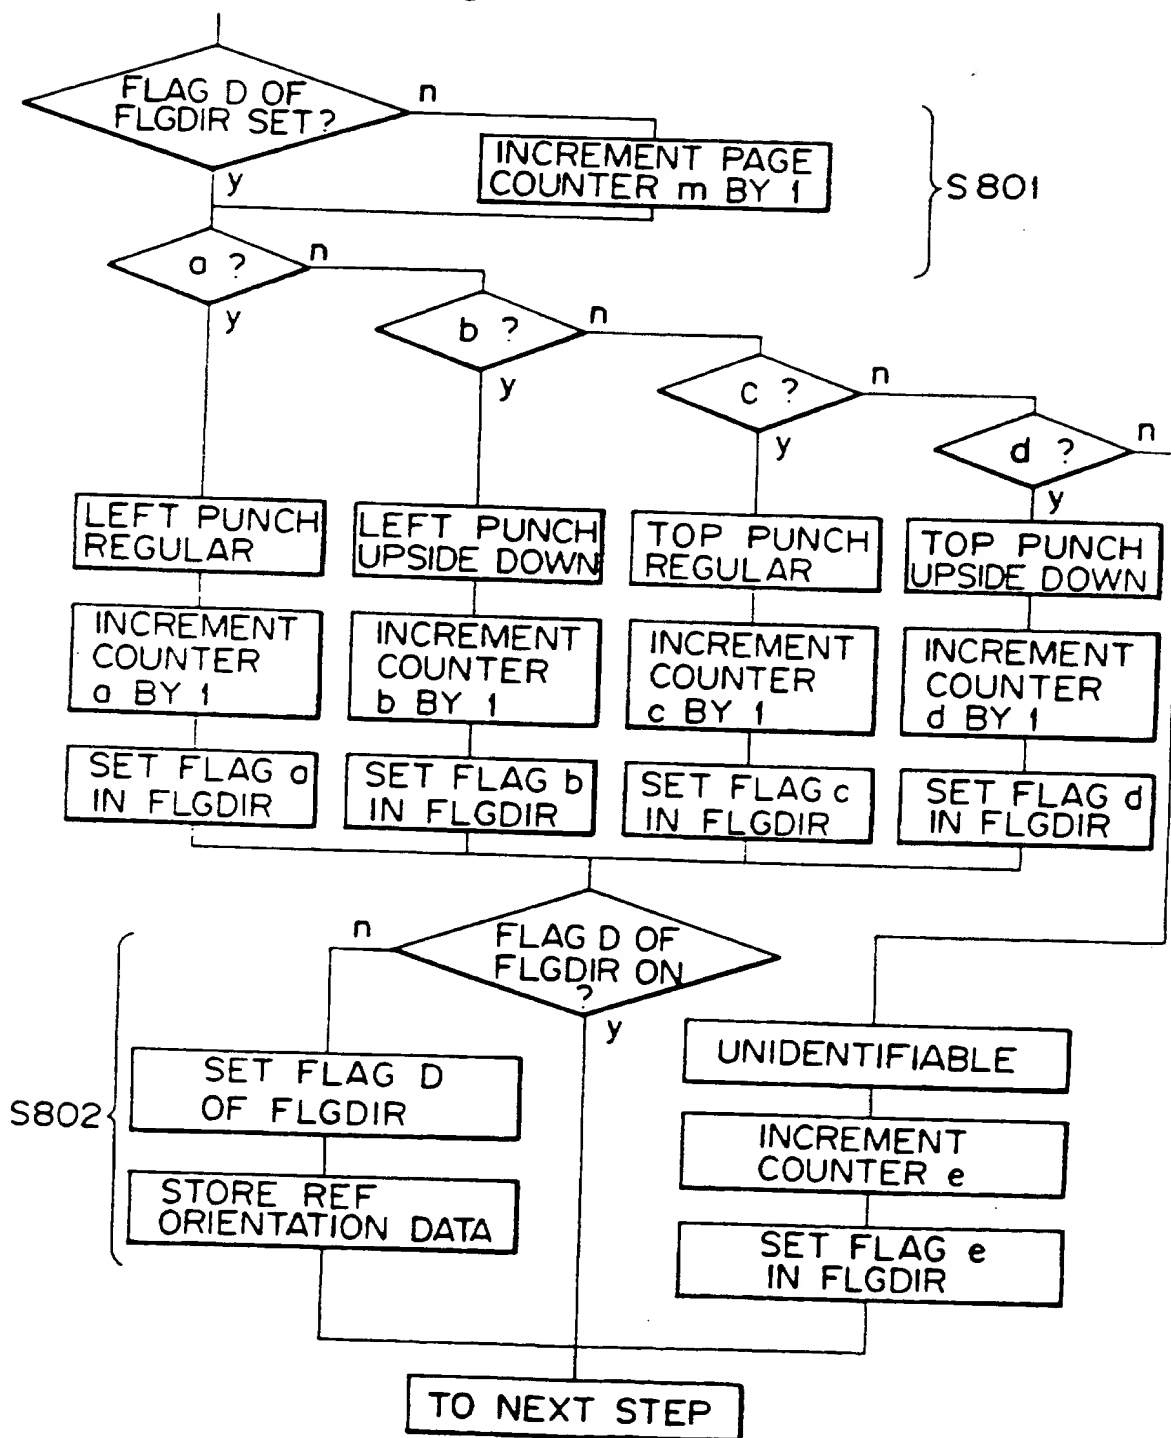 FLAG D OF
FLGDIR SET?
n
y
INCREMENT PAGE
COUNTER m BY 1
S801
a ?
n
y
b ?
n
y
c ?
n
y
d ?
n
y
LEFT PUNCH
REGULAR
LEFT PUNCH
UPSIDE DOWN
TOP PUNCH
REGULAR
TOP PUNCH
UPSIDE DOWN
INCREMENT
COUNTER
a BY 1
INCREMENT
COUNTER
b BY 1
INCREMENT
COUNTER
c BY 1
INCREMENT
COUNTER
d BY 1
SET FLAG a
IN FLGDIR
SET FLAG b
IN FLGDIR
SET FLAG c
IN FLGDIR
SET FLAG d
IN FLGDIR
n
FLAG D OF
FLGDIR ON
?
y
S802
SET FLAG D
OF FLGDIR
STORE REF
ORIENTATION DATA
UNIDENTIFIABLE
INCREMENT
COUNTER e
SET FLAG e
IN FLGDIR
TO NEXT STEP